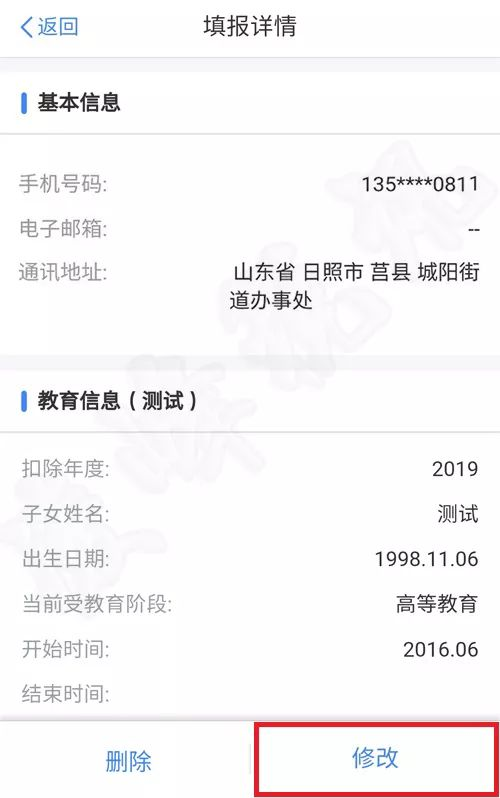 返回
填报详情
基本信息
手机号码: 135****0811
电子邮箱: --
通讯地址: 山东省 日照市 莒县 城阳街
道办事处
教育信息（测试）
扣除年度: 2019
子女姓名: 测试
出生日期: 1998.11.06
当前受教育阶段: 高等教育
开始时间: 2016.06
结束时间:
删除
修改